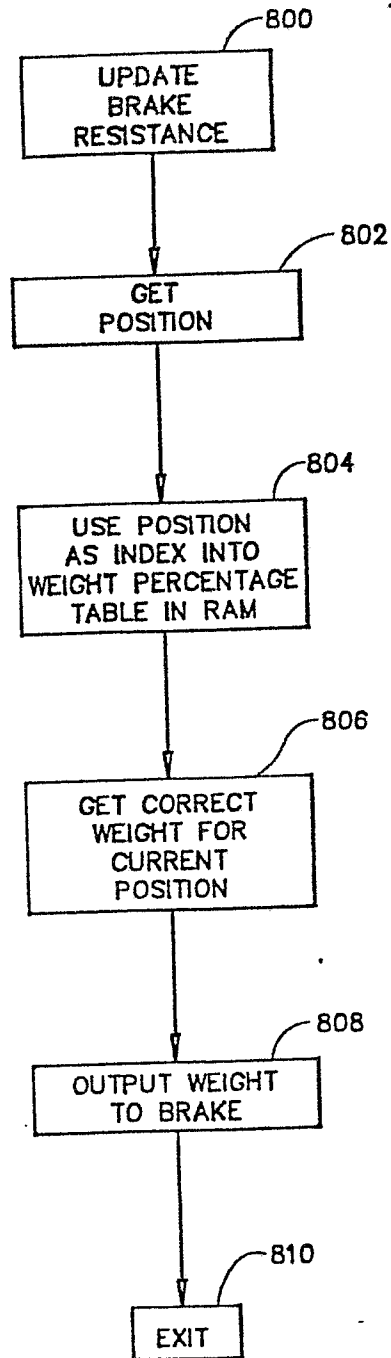 800
UPDATE
BRAKE
RESISTANCE
802
GET
POSITION
804
USE POSITION
AS INDEX INTO
WEIGHT PERCENTAGE
TABLE IN RAM
806
GET CORRECT
WEIGHT FOR
CURRENT
POSITION
808
OUTPUT WEIGHT
TO BRAKE
810
EXIT